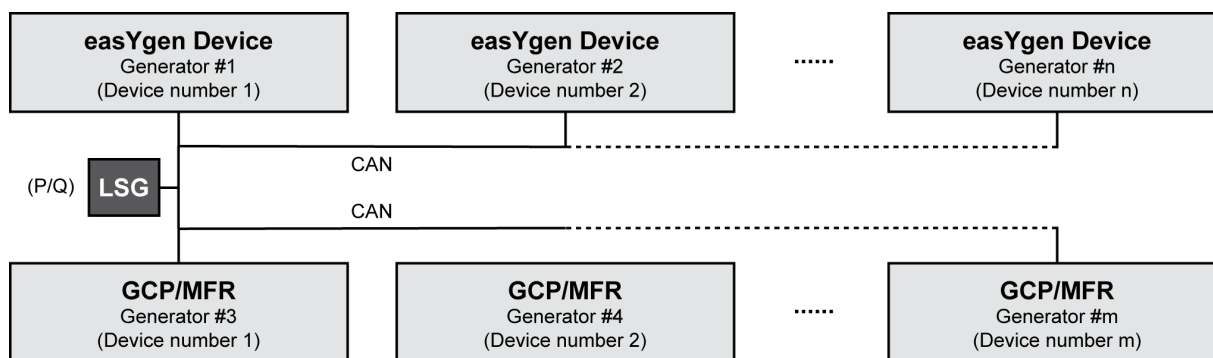 easYgen Device
Generator #1
(Device number 1)
easYgen Device
Generator #2
(Device number 2)
......
easYgen Device
Generator #n
(Device number n)
CAN
(P/Q)
LSG
CAN
GCP/MFR
Generator #3
(Device number 1)
GCP/MFR
Generator #4
(Device number 2)
......
GCP/MFR
Generator #m
(Device number m)